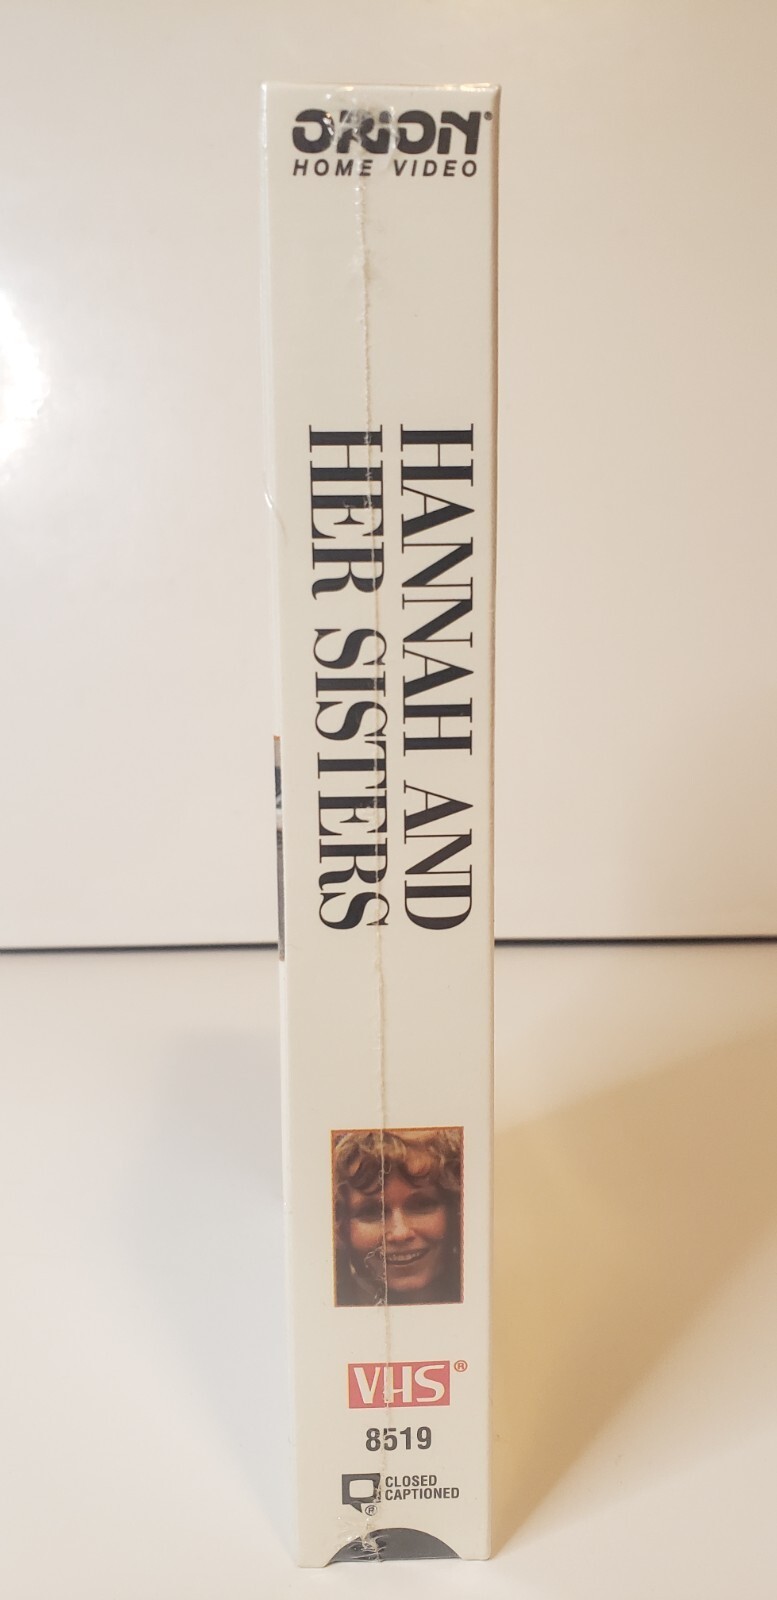 ORION®
HOME VIDEO
HANNAH AND
HER SISTERS
VHS®
8519
CLOSED
CAPTIONED
®